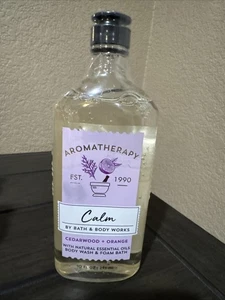 AROMATHERAPY
EST. 1990
Calm
BY BATH & BODY WORKS
CEDARWOOD + ORANGE
WITH NATURAL ESSENTIAL OILS
BODY WASH & FOAM BATH